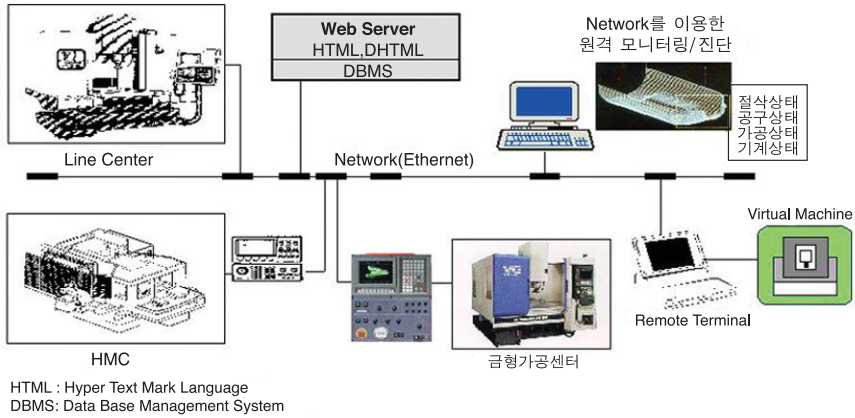 Web Server
HTML,DHTML
DBMS
Network를 이용한
원격 모니터링/진단
절삭상태
공구상태
가공상태
기계상태
Line Center
Network(Ethernet)
Virtual Machine
Remote Terminal
HMC
금형가공센터
HTML : Hyper Text Mark Language
DBMS: Data Base Management System